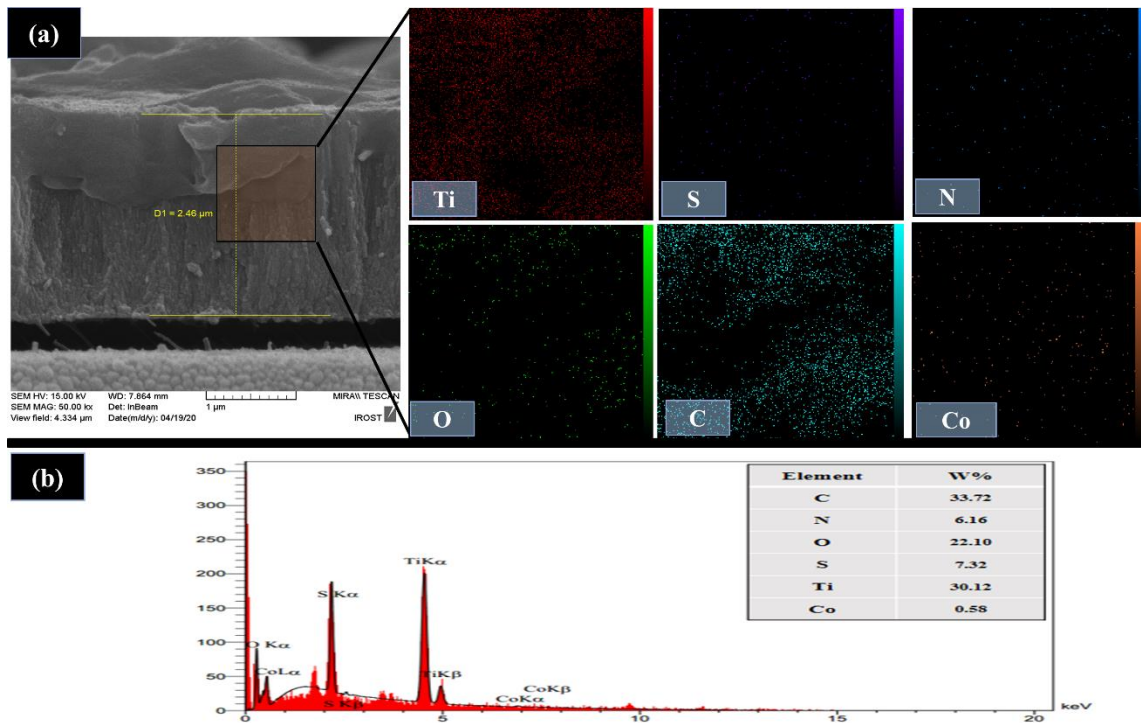 (a)
D1 = 2.46 µm
SEM HV: 15.00 kV WD: 7.864 mm MIRA\\ TESCAN
SEM MAG: 50.00 kx Det: InBeam 1 µm
View field: 4.334 µm Date(m/d/y): 04/19/20 IROST
Ti
S
N
O
C
Co
(b)
350
300
250
200
150
100
50
0
O Kα
CoLα
S Kα
S Kβ
TiKα
TiKβ
CoKα
CoKβ
0 5 10 15 20
keV
Element W%
C 33.72
N 6.16
O 22.10
S 7.32
Ti 30.12
Co 0.58